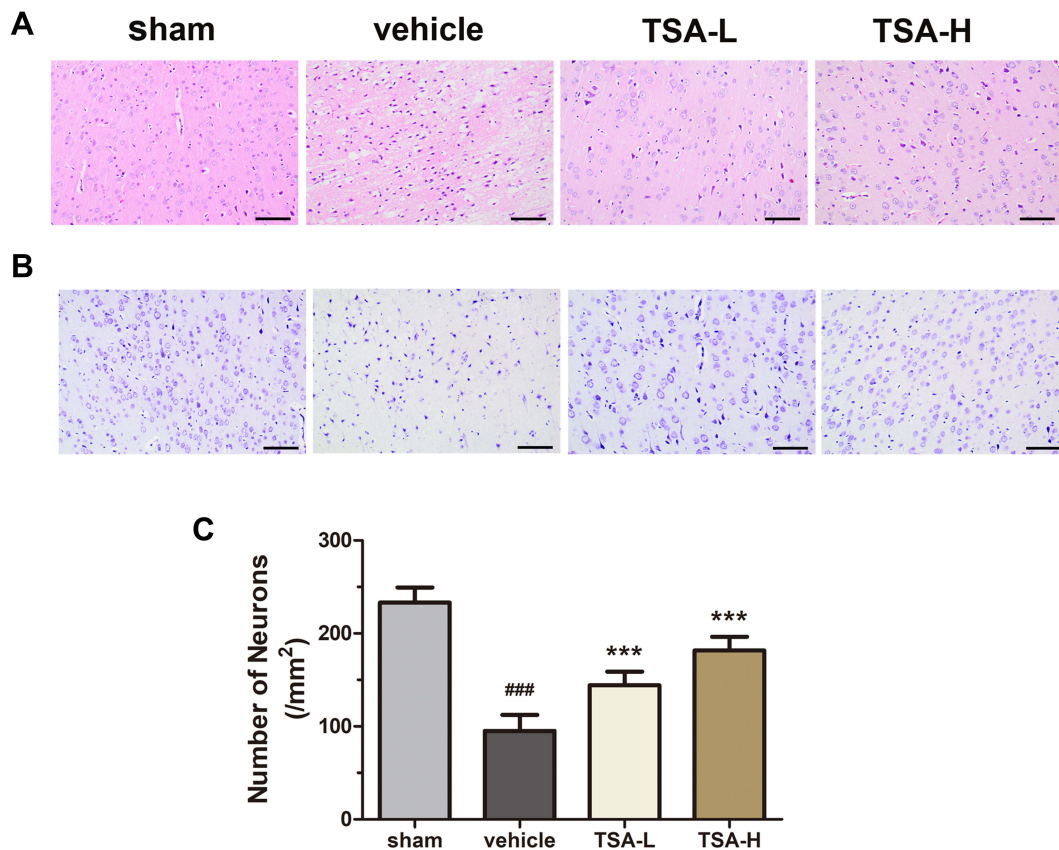 A
sham vehicle TSA-L TSA-H
B
C
Number of Neurons
(/mm²)
300
200
100
0
###
***
***
sham vehicle TSA-L TSA-H